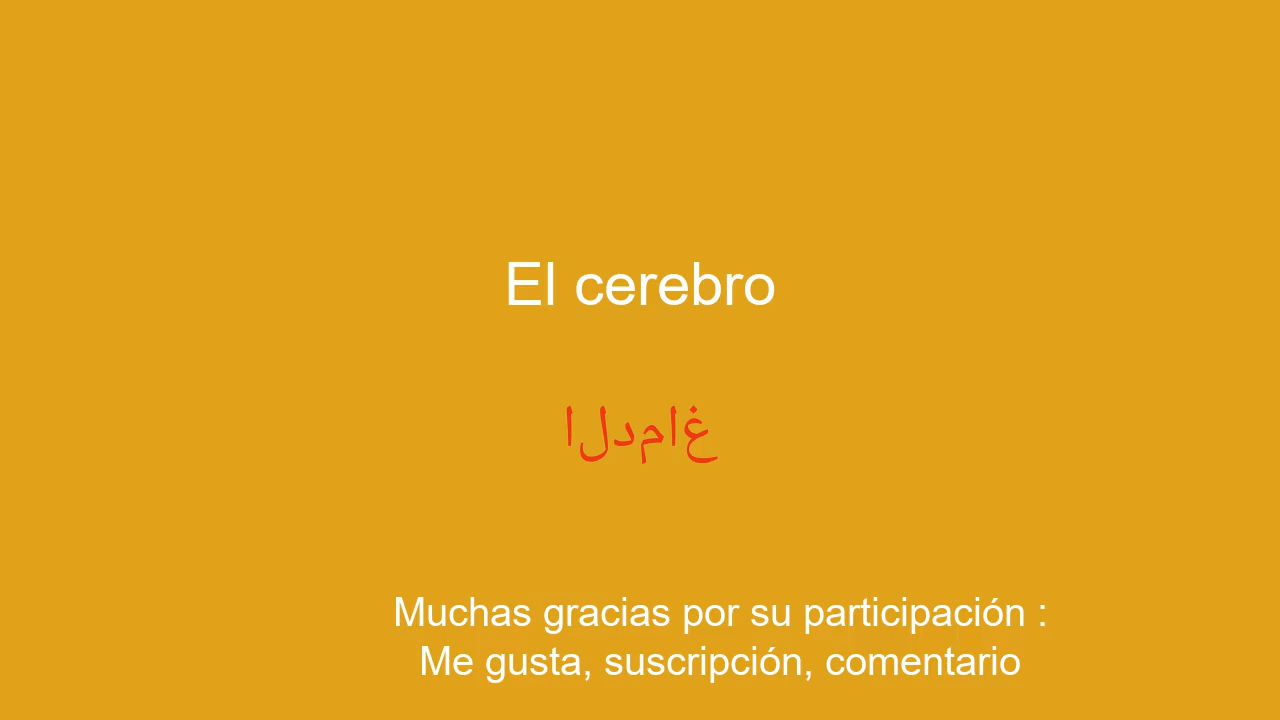 El cerebro
الدماغ
Muchas gracias por su participación :
Me gusta, suscripción, comentario